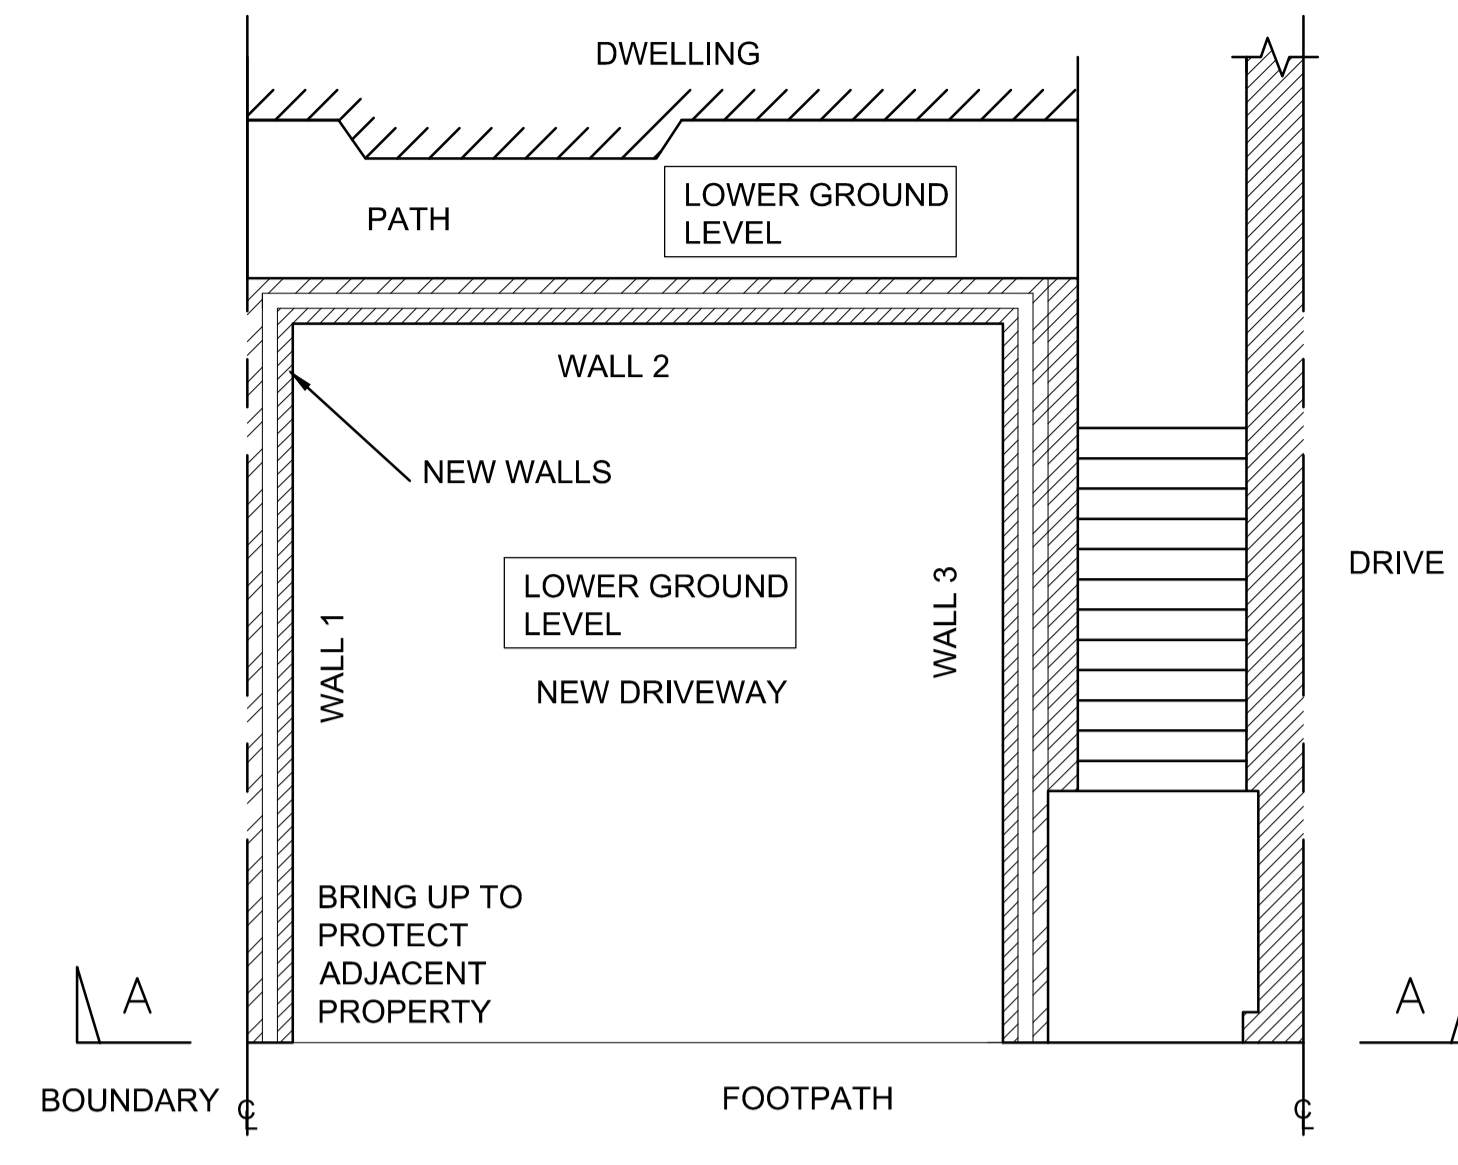 DWELLING
LOWER GROUND
LEVEL
PATH
WALL 2
NEW WALLS
LOWER GROUND
LEVEL
WALL 1
WALL 3
DRIVE
NEW DRIVEWAY
BRING UP TO
PROTECT
ADJACENT
PROPERTY
A
A
BOUNDARY
℄
FOOTPATH
℄